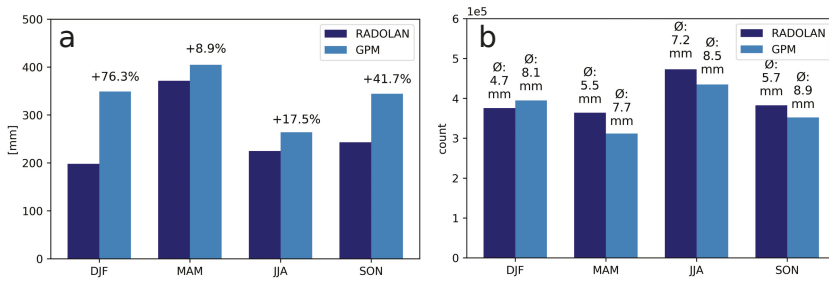 a
RADOLAN
GPM
+76.3%
+8.9%
+17.5%
+41.7%
500
400
300
200
100
0
[mm]
DJF MAM JJA SON
1e5
b
RADOLAN
GPM
Ø:
4.7
mm
Ø:
8.1
mm
Ø:
5.5
mm
Ø:
7.7
mm
Ø:
7.2
mm
Ø:
8.5
mm
Ø:
5.7
mm
Ø:
8.9
mm
6
5
4
3
2
1
0
count
DJF MAM JJA SON